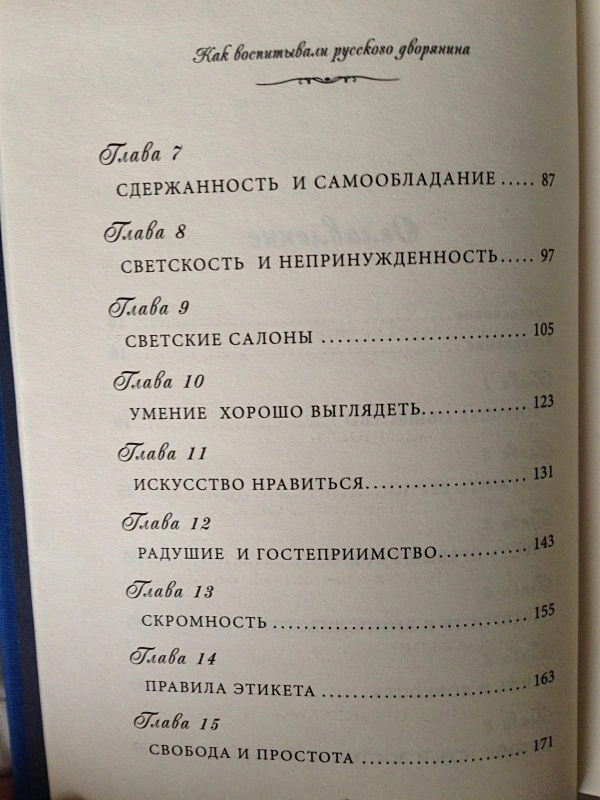 Как воспитывали русского дворянина
Глава 7
СДЕРЖАННОСТЬ И САМООБЛАДАНИЕ ..... 87
Глава 8
СВЕТСКОСТЬ И НЕПРИНУЖДЕННОСТЬ ..... 97
Глава 9
СВЕТСКИЕ САЛОНЫ ........................ 105
Глава 10
УМЕНИЕ ХОРОШО ВЫГЛЯДЕТЬ ............. 123
Глава 11
ИСКУССТВО НРАВИТЬСЯ .................... 131
Глава 12
РАДУШИЕ И ГОСТЕПРИИМСТВО ............ 143
Глава 13
СКРОМНОСТЬ ............................. 155
Глава 14
ПРАВИЛА ЭТИКЕТА ........................ 163
Глава 15
СВОБОДА И ПРОСТОТА .................... 171